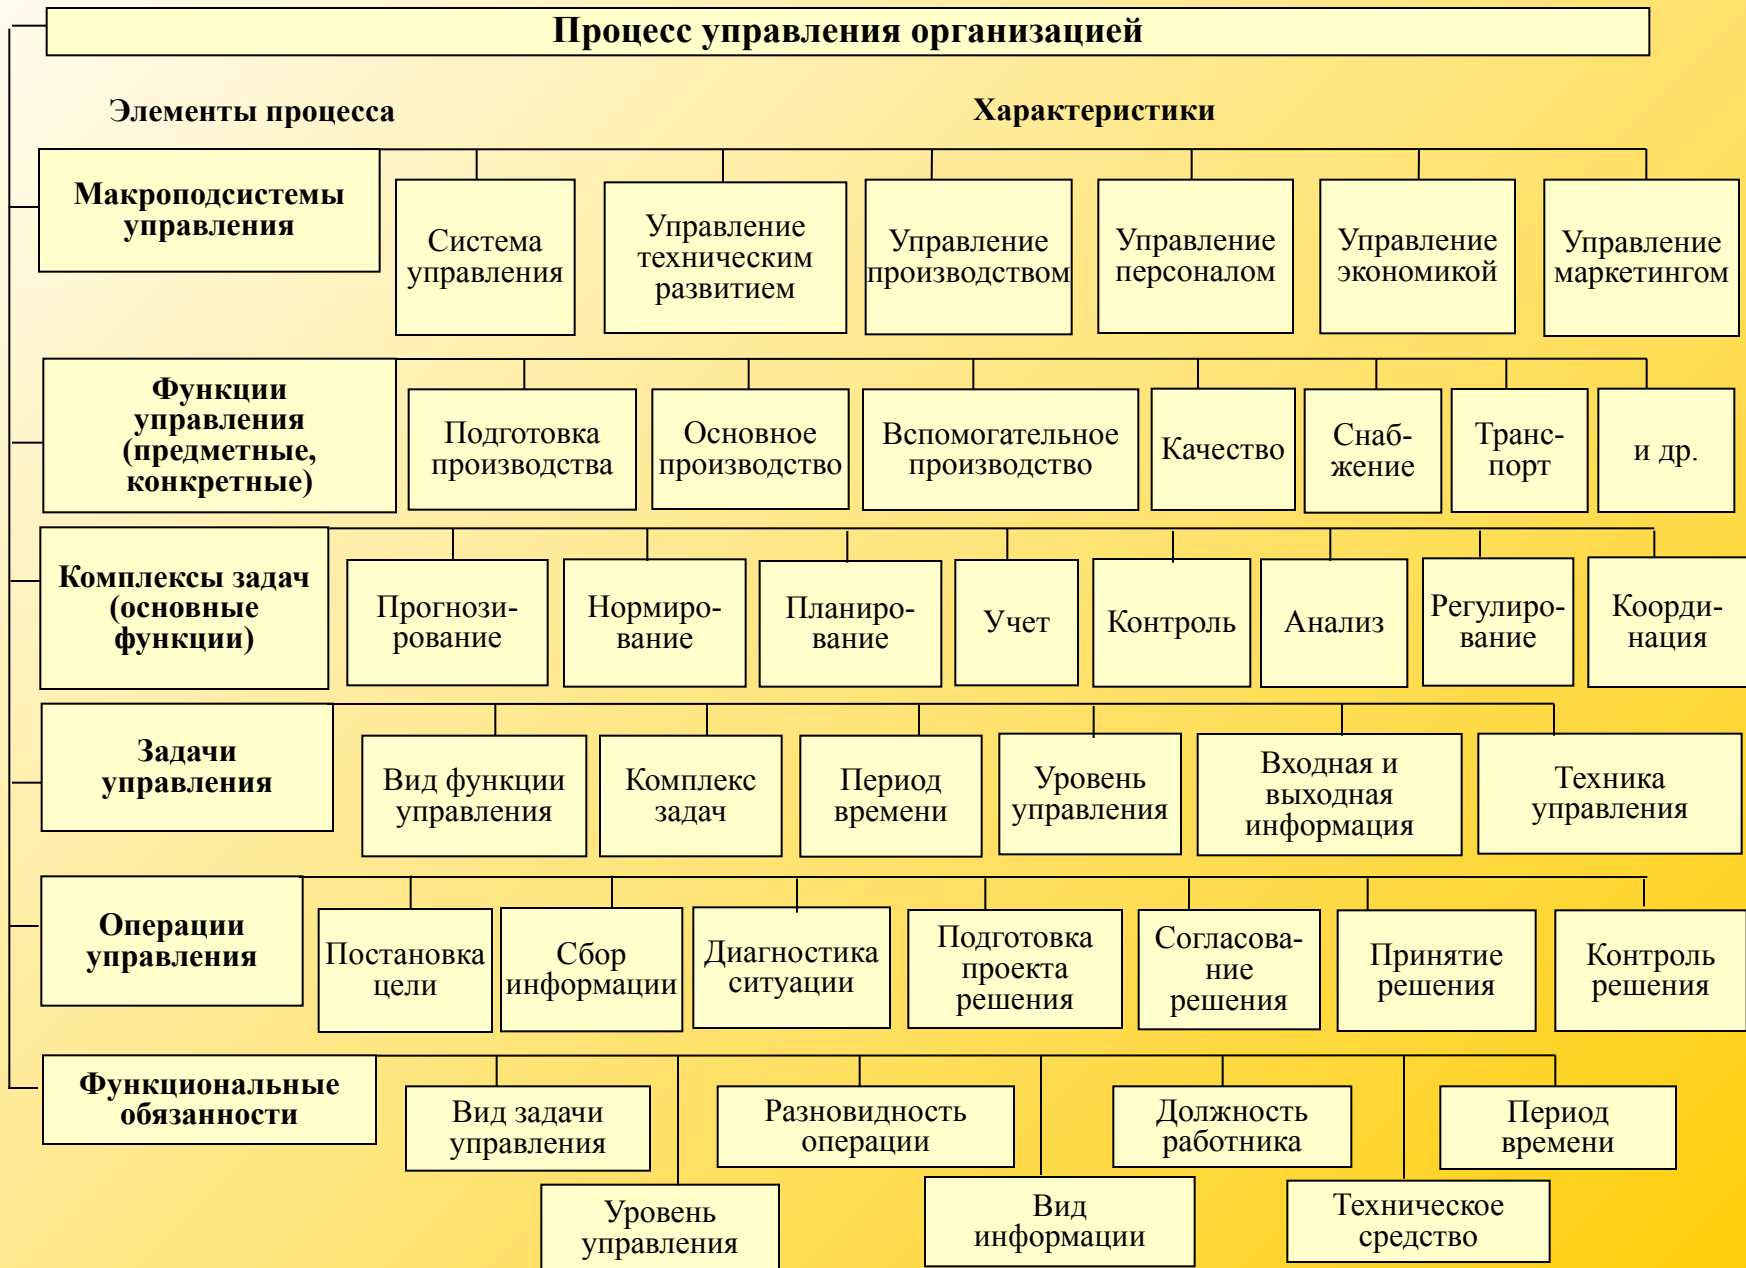 Процесс управления организацией
Элементы процесса
Характеристики
Макроподсистемы
управления
Система
управления
Управление
техническим
развитием
Управление
производством
Управление
персоналом
Управление
экономикой
Управление
маркетингом
Функции
управления
(предметные,
конкретные)
Подготовка
производства
Основное
производство
Вспомогательное
производство
Качество
Снаб-
жение
Транс-
порт
и др.
Комплексы задач
(основные
функции)
Прогнози-
рование
Нормиро-
вание
Планиро-
вание
Учет
Контроль
Анализ
Регулиро-
вание
Коорди-
нация
Задачи
управления
Вид функции
управления
Комплекс
задач
Период
времени
Уровень
управления
Входная и
выходная
информация
Техника
управления
Операции
управления
Постановка
цели
Сбор
информации
Диагностика
ситуации
Подготовка
проекта
решения
Согласова-
ние
решения
Принятие
решения
Контроль
решения
Функциональные
обязанности
Вид задачи
управления
Разновидность
операции
Должность
работника
Период
времени
Уровень
управления
Вид
информации
Техническое
средство